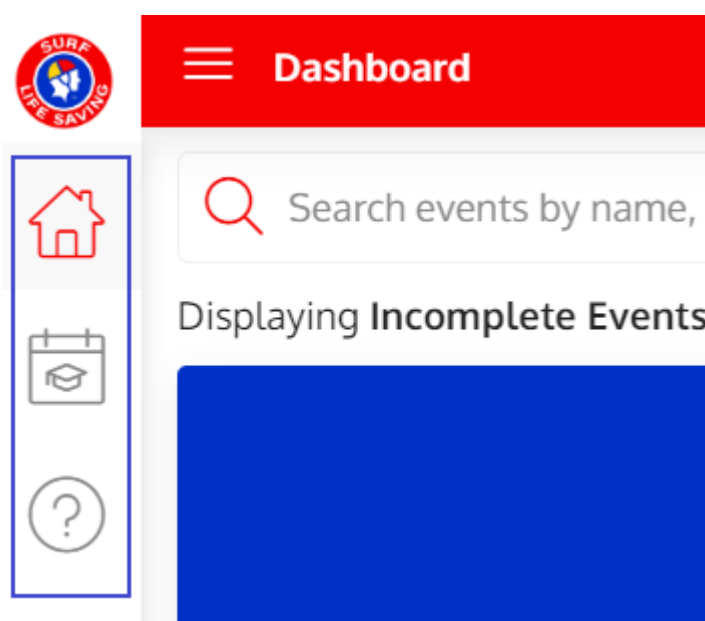 SURF
LIFE SAVING
Dashboard
Search events by name,
Displaying Incomplete Events